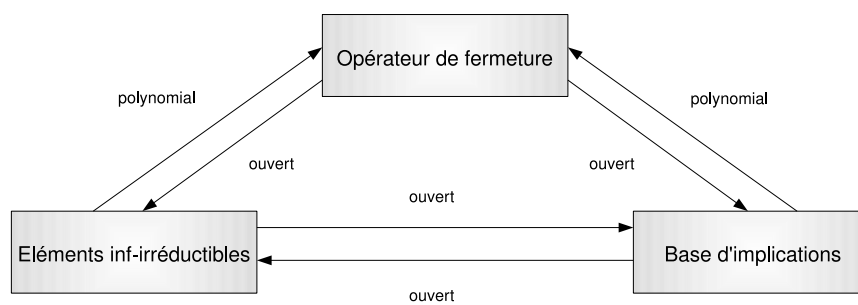 Opérateur de fermeture
polynomial
polynomial
ouvert
ouvert
ouvert
Eléments inf-irréductibles
Base d'implications
ouvert